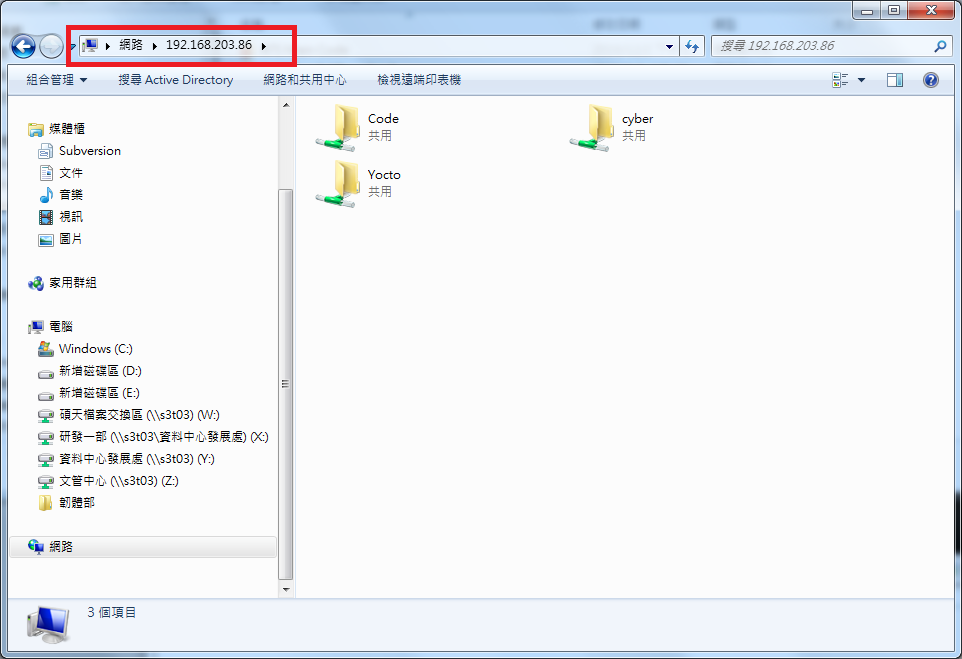 網路 192.168.203.86
搜尋 192.168.203.86
組合管理 搜尋 Active Directory 網路和共用中心 檢視遠端印表機
媒體櫃
Subversion
文件
音樂
視訊
圖片
家用群組
電腦
Windows (C:)
新增磁碟區 (D:)
新增磁碟區 (E:)
碩天檔案交換區 (\\s3t03) (W:)
研發一部 (\\s3t03\資料中心發展處) (X:)
資料中心發展處 (\\s3t03) (Y:)
文管中心 (\\s3t03) (Z:)
韌體部
網路
Code
共用
cyber
共用
Yocto
共用
3 個項目